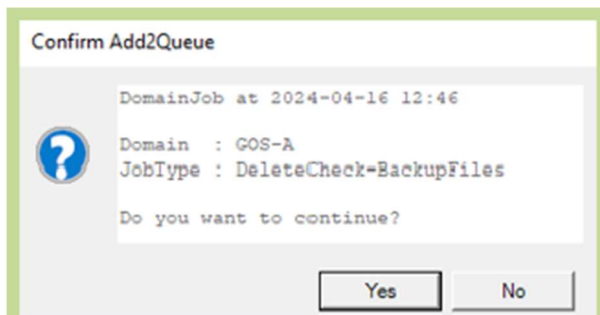 Confirm Add2Queue
DomainJob at 2024-04-16 12:46
Domain : GOS-A
JobType : DeleteCheck=BackupFiles
Do you want to continue?
Yes No